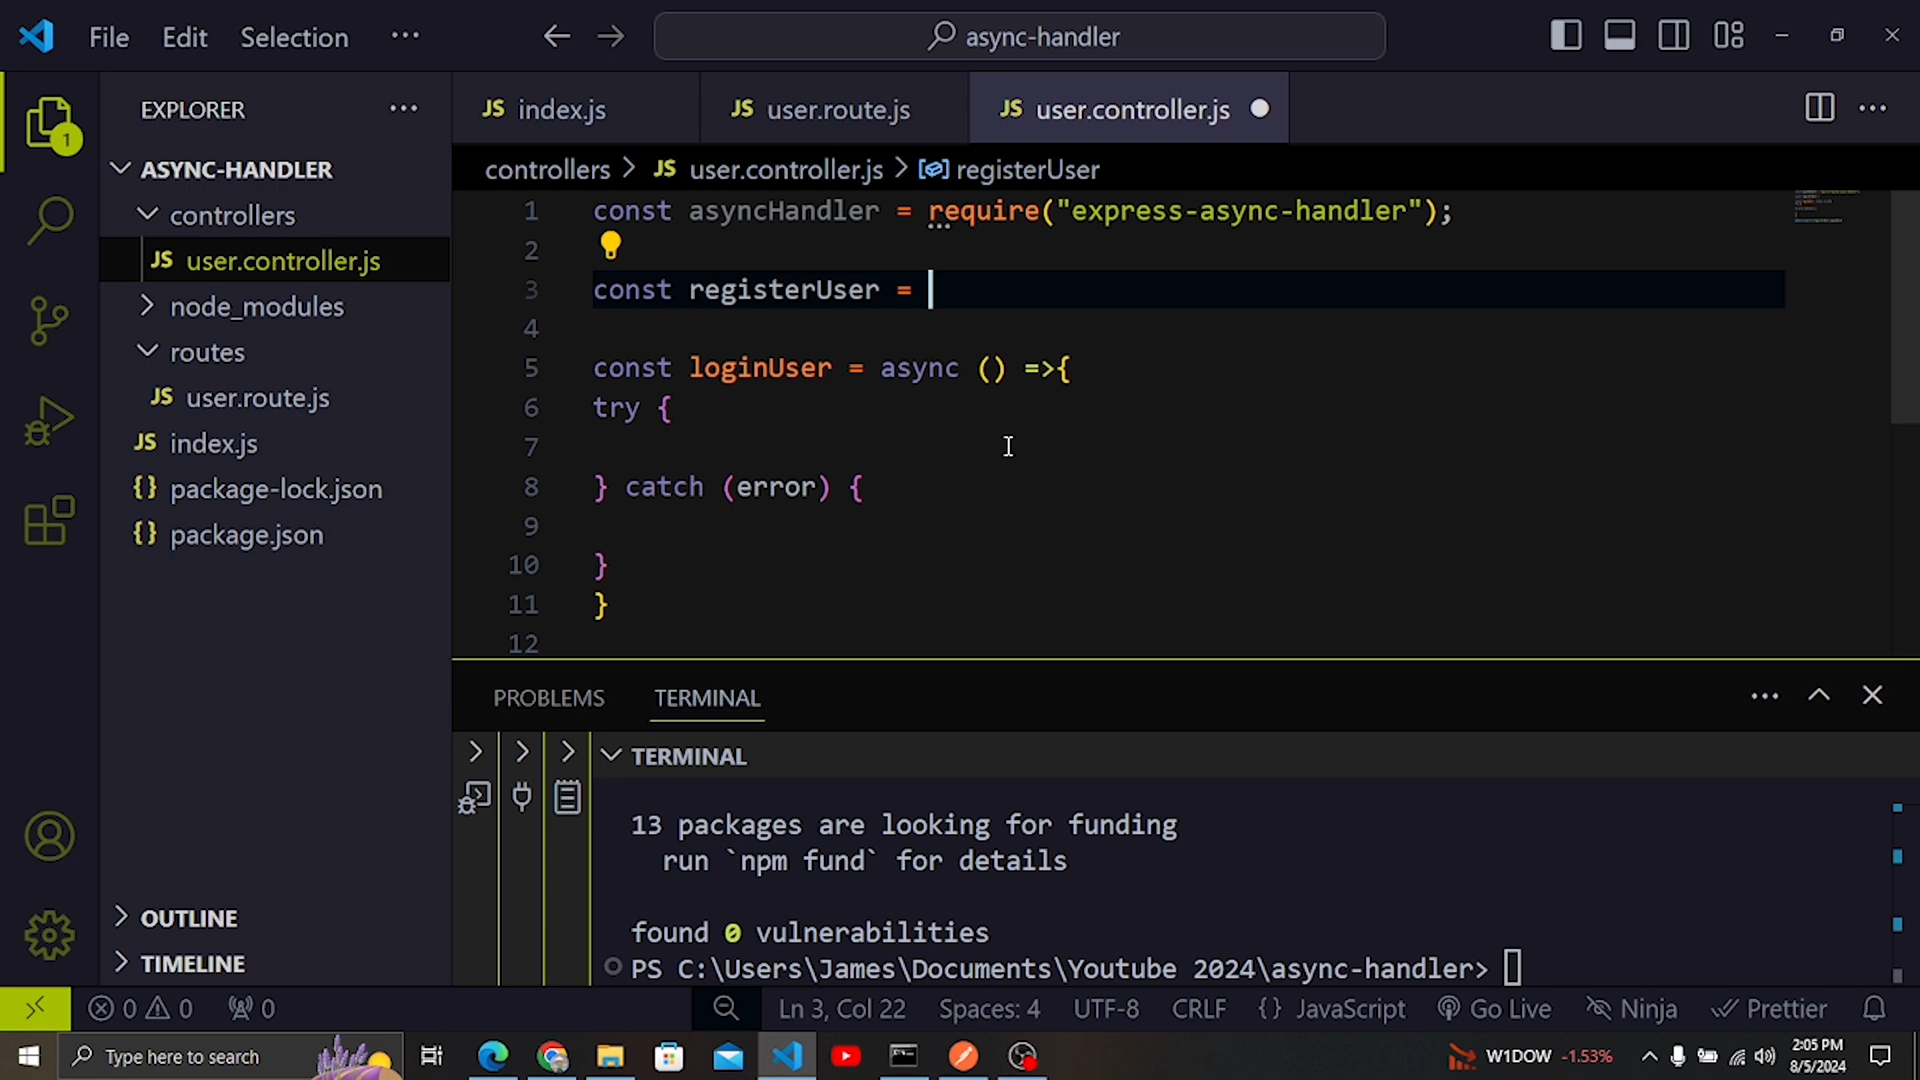 File Edit Selection ···
async-handler
EXPLORER ···
JS index.js
JS user.route.js
JS user.controller.js
ASYNC-HANDLER
controllers
JS user.controller.js
node_modules
routes
JS user.route.js
JS index.js
{} package-lock.json
{} package.json
OUTLINE
TIMELINE
1
controllers > JS user.controller.js > registerUser
1 const asyncHandler = require("express-async-handler");
2
3 const registerUser =
4
5 const loginUser = async () =>{
6 try {
7
8 } catch (error) {
9
10 }
11 }
12
PROBLEMS TERMINAL
TERMINAL
13 packages are looking for funding
run `npm fund` for details
found 0 vulnerabilities
PS C:\Users\James\Documents\Youtube 2024\async-handler>
0 0 0 Ln 3, Col 22 Spaces: 4 UTF-8 CRLF {} JavaScript Go Live Ninja Prettier
Type here to search
W1DOW -1.53%
2:05 PM
8/5/2024